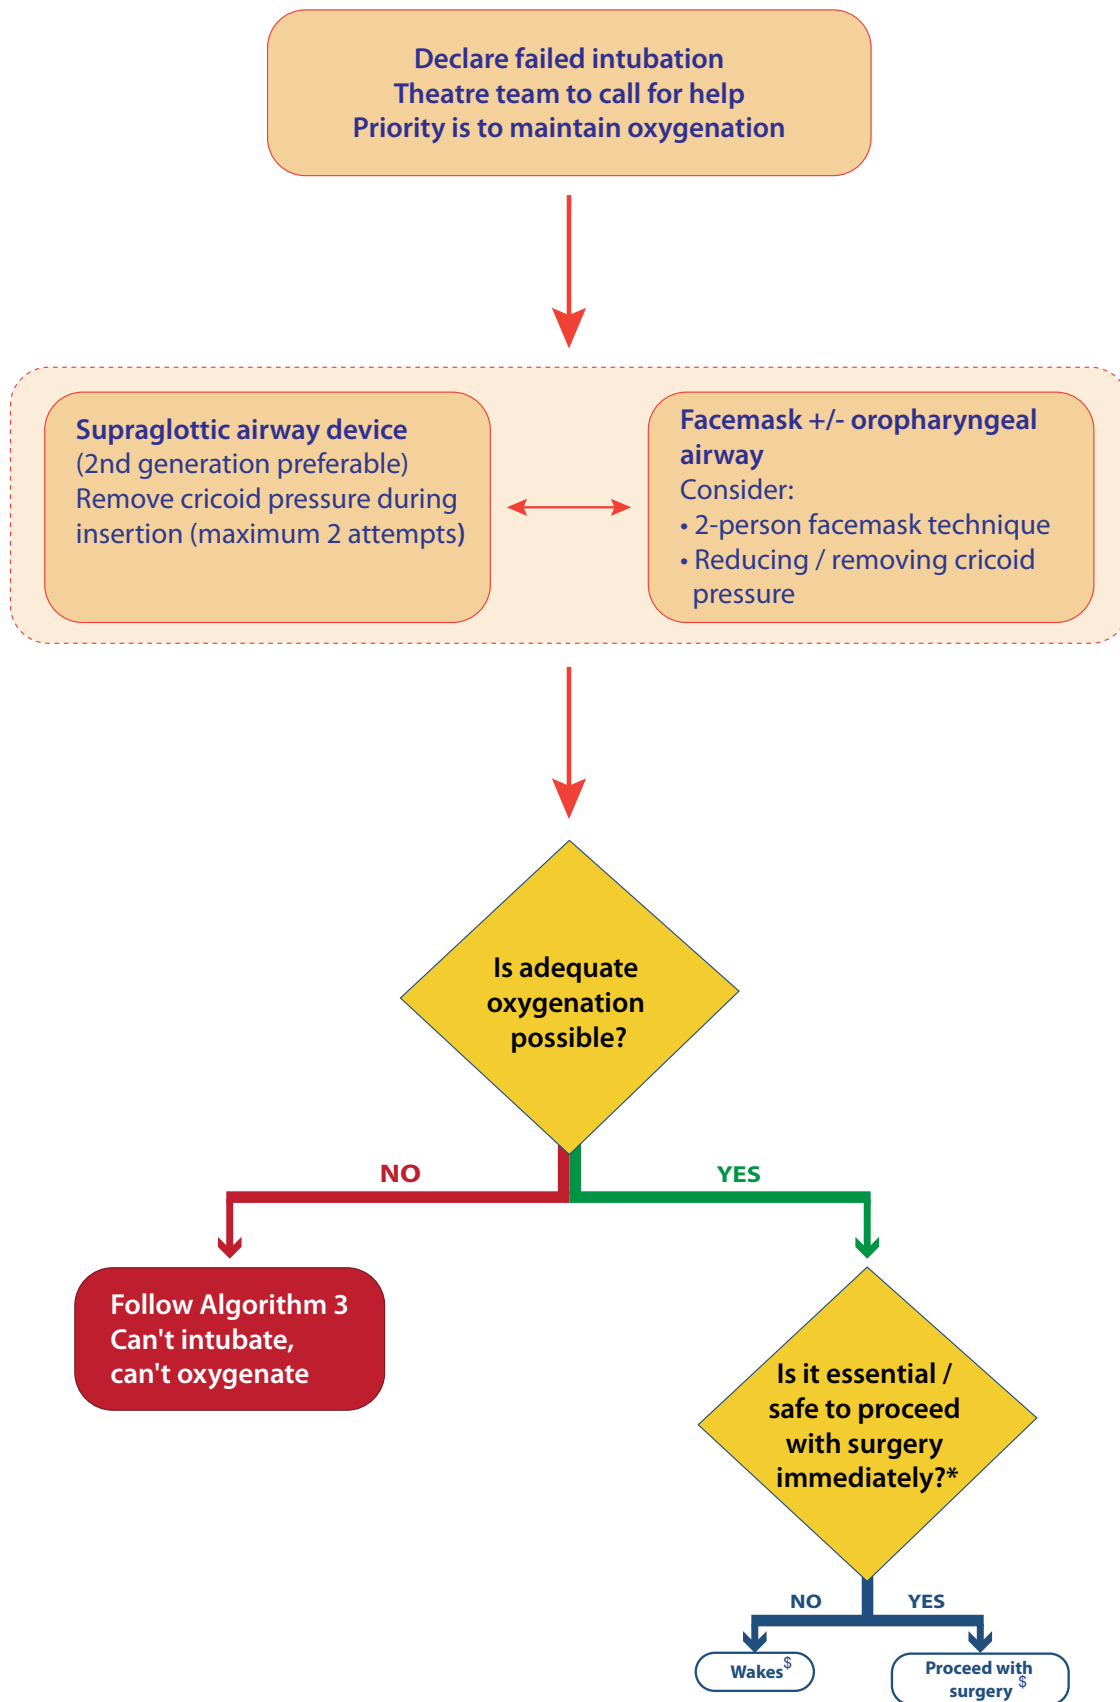 Declare failed intubation
Theatre team to call for help
Priority is to maintain oxygenation
Supraglottic airway device
(2nd generation preferable)
Remove cricoid pressure during
insertion (maximum 2 attempts)
Facemask +/- oropharyngeal
airway
Consider:
• 2-person facemask technique
• Reducing / removing cricoid
pressure
Is adequate
oxygenation
possible?
NO
YES
Follow Algorithm 3
Can't intubate,
can't oxygenate
Is it essential /
safe to proceed
with surgery
immediately?*
NO
YES
Wakes$
Proceed with
surgery $